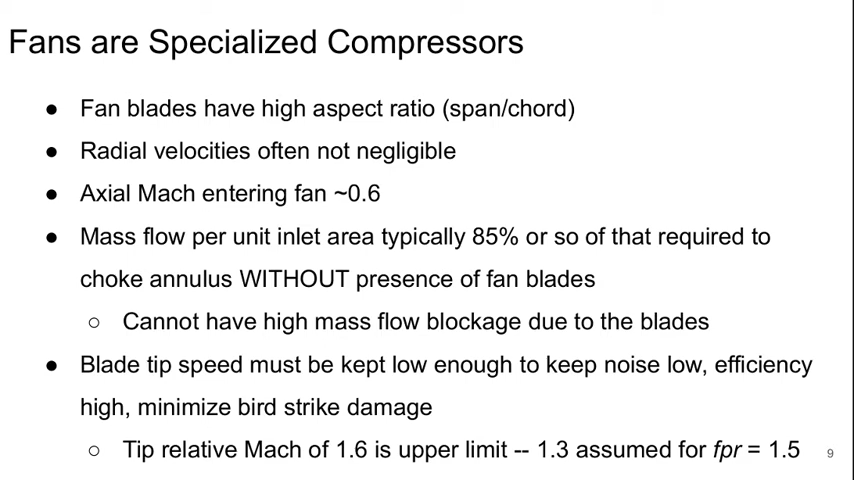 Fans are Specialized Compressors
● Fan blades have high aspect ratio (span/chord)
● Radial velocities often not negligible
● Axial Mach entering fan ~0.6
● Mass flow per unit inlet area typically 85% or so of that required to
choke annulus WITHOUT presence of fan blades
○ Cannot have high mass flow blockage due to the blades
● Blade tip speed must be kept low enough to keep noise low, efficiency
high, minimize bird strike damage
○ Tip relative Mach of 1.6 is upper limit -- 1.3 assumed for fpr = 1.5
9